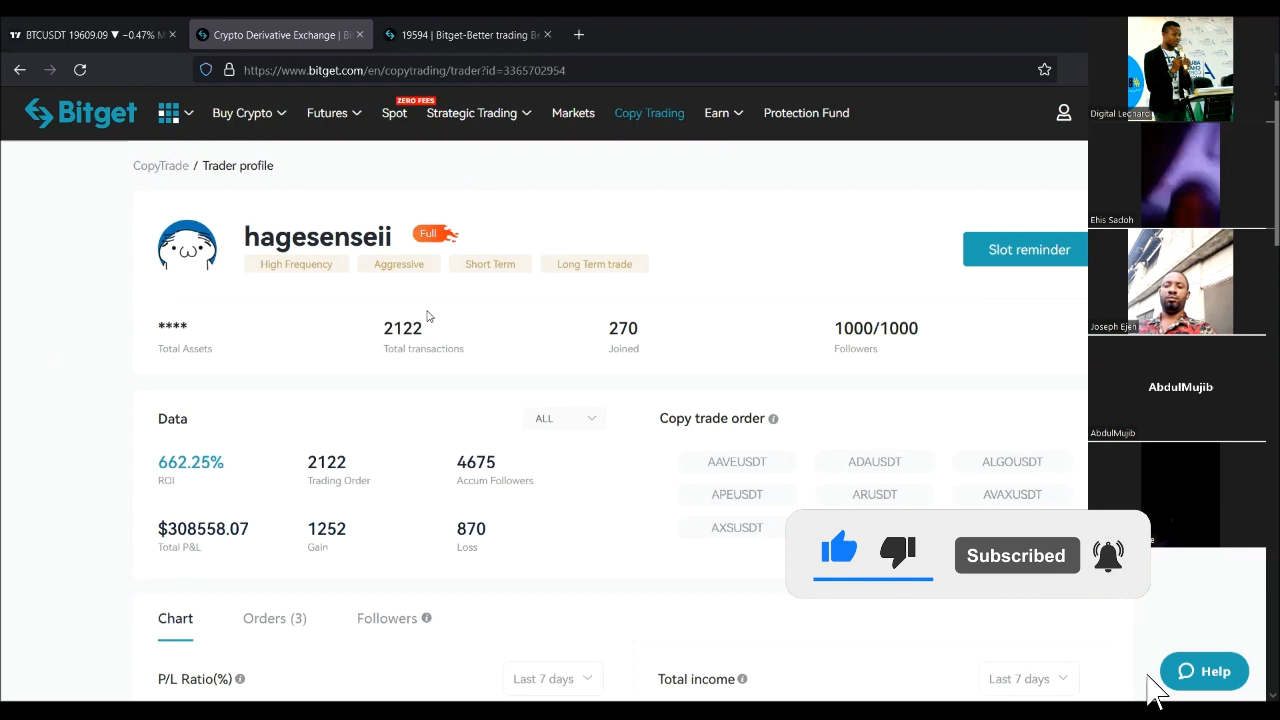 BTCUSDT 19609.09 ▼ −0.47%
Crypto Derivative Exchange | Bi
19594 | Bitget-Better Trading Be
https://www.bitget.com/en/copytrading/trader?id=3365702954
Bitget
Buy Crypto
Futures
Spot
ZERO FEES
Strategic Trading
Markets
Copy Trading
Earn
Protection Fund
CopyTrade / Trader profile
hagesenseii
Full
High Frequency
Aggressive
Short Term
Long Term trade
Slot reminder
**** 2122 270 1000/1000
Total Assets Total transactions Joined Followers
Data
ALL
662.25% 2122 4675
ROI Trading Order Accum Followers
$308558.07 1252 870
Total P&L Gain Loss
Copy trade order
AAVEUSDT ADAUSDT ALGOUSDT
APEUSDT ARUSDT AVAXUSDT
AXSUSDT
Chart Orders (3) Followers
P/L Ratio(%) Last 7 days
Total income Last 7 days
Subscribed
Help
Digital Leonard
Ehis Sadoh
Joseph Ejeh
AbdulMujib
AbdulMujib